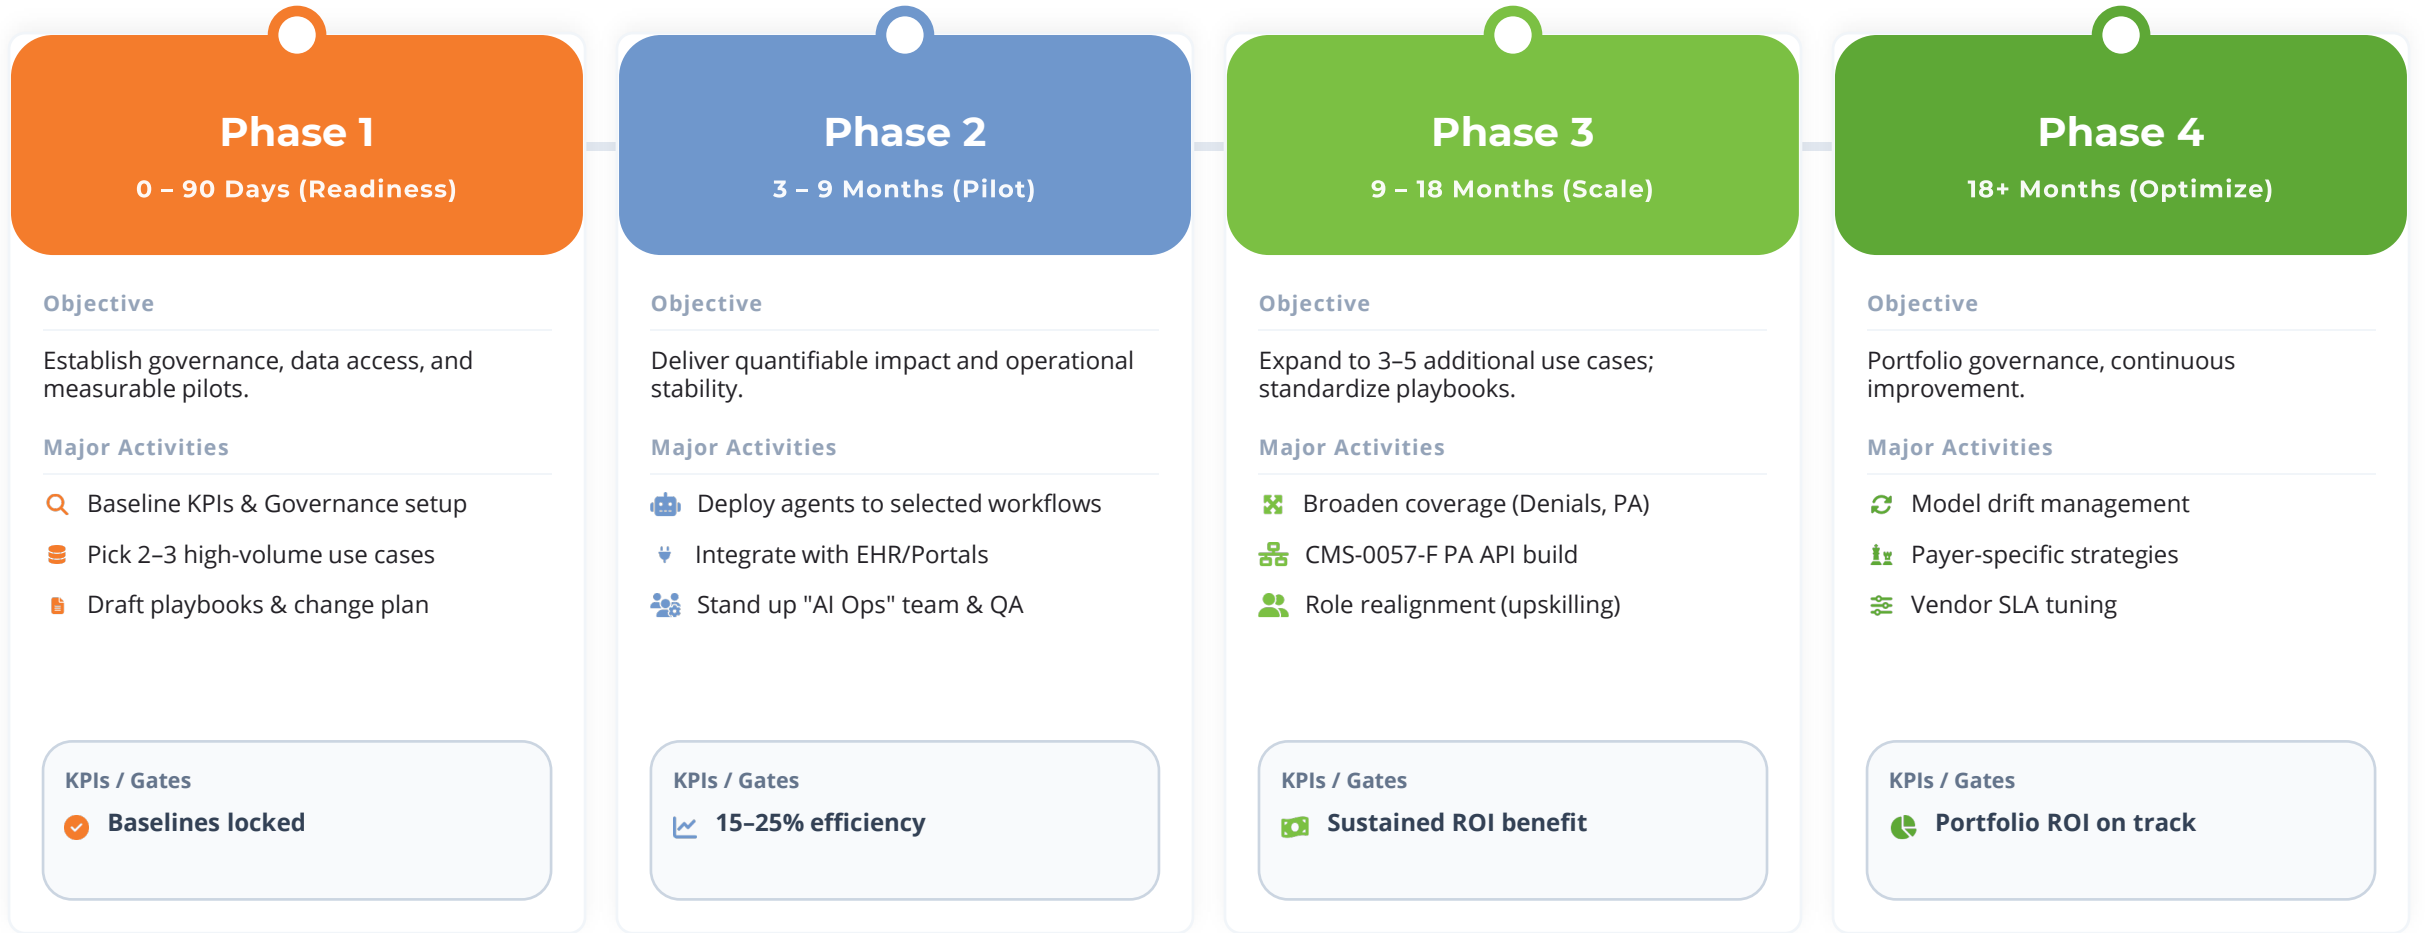 Phase 1
0 – 90 Days (Readiness)
Objective
Establish governance, data access, and
measurable pilots.
Major Activities
Baseline KPIs & Governance setup
Pick 2–3 high-volume use cases
Draft playbooks & change plan
KPIs / Gates
Baselines locked
Phase 2
3 – 9 Months (Pilot)
Objective
Deliver quantifiable impact and operational
stability.
Major Activities
Deploy agents to selected workflows
Integrate with EHR/Portals
Stand up "AI Ops" team & QA
KPIs / Gates
15–25% efficiency
Phase 3
9 – 18 Months (Scale)
Objective
Expand to 3–5 additional use cases;
standardize playbooks.
Major Activities
Broaden coverage (Denials, PA)
CMS-0057-F PA API build
Role realignment (upskilling)
KPIs / Gates
Sustained ROI benefit
Phase 4
18+ Months (Optimize)
Objective
Portfolio governance, continuous
improvement.
Major Activities
Model drift management
Payer-specific strategies
Vendor SLA tuning
KPIs / Gates
Portfolio ROI on track